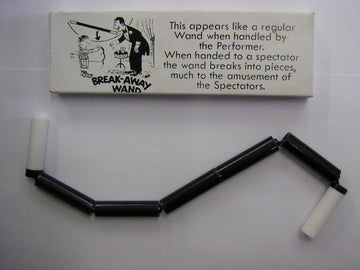 This appears like a regular
Wand when handled by
the Performer.
When handed to a spectator
the wand breaks into pieces,
much to the amusement of
the Spectators.
BREAK-AWAY
WAND